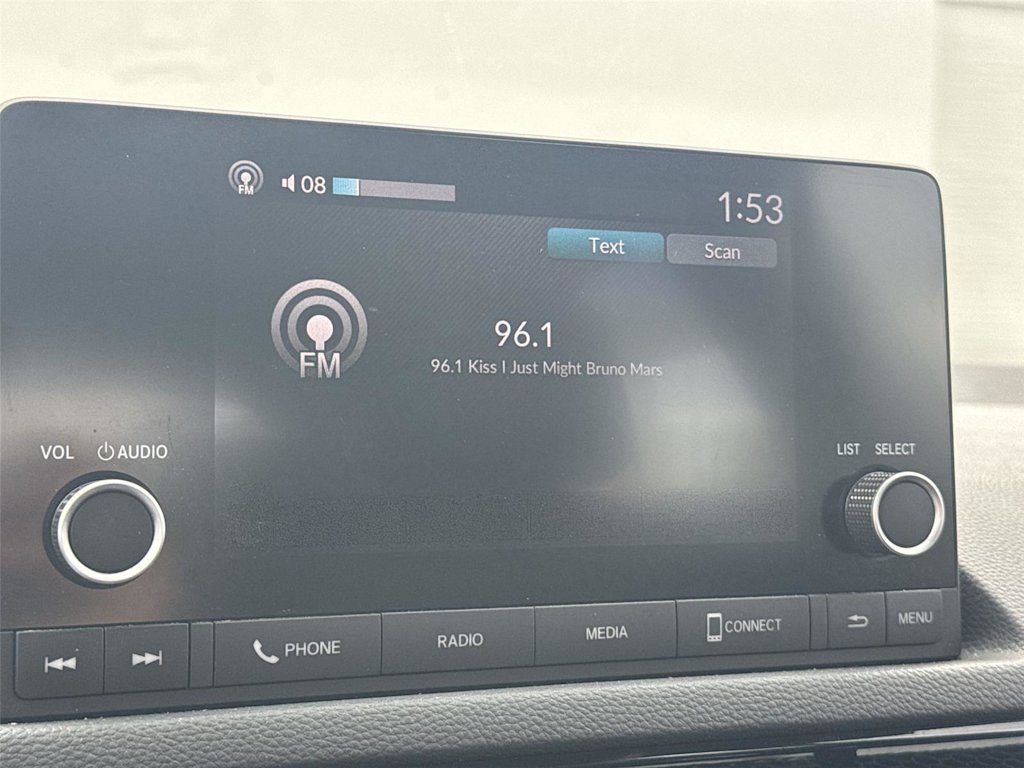 FM 08 1:53
Text Scan
FM
96.1
96.1 Kiss I Just Might Bruno Mars
VOL AUDIO
LIST SELECT
PHONE RADIO MEDIA CONNECT MENU